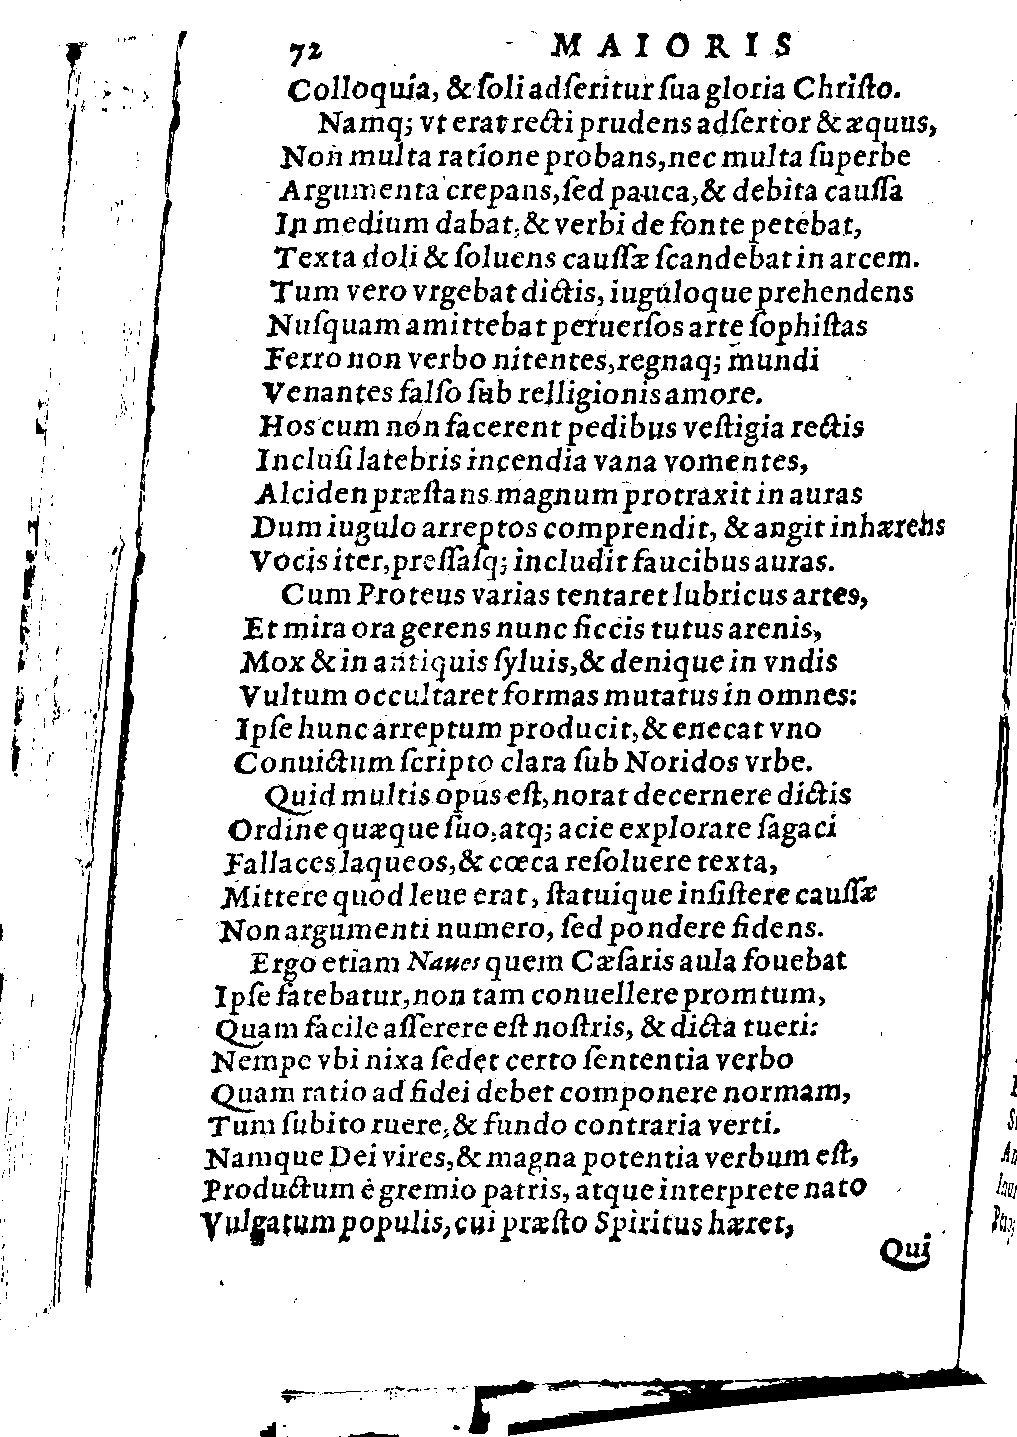 72 MAIORIS
Colloquia, & ſoli adſeritur ſua gloria Chriſto.
Namq; vt erat recti prudens adſertor & æquus,
Non multa ratione probans, nec multa ſuperbe
Argumenta crepans, ſed pauca, & debita cauſſa
In medium dabat, & verbi de fonte petebat,
Texta doli & ſoluens cauſſæ ſcandebat in arcem.
Tum vero vrgebat dictis, iuguloque prehendens
Nuſquam amittebat peruerſos arte ſophiſtas
Ferro non verbo nitentes, regnaq; mundi
Venantes falſo ſub relligionis amore.
Hos cum non facerent pedibus veſtigia rectis
Incluſi latebris incendia vana vomentes,
Alciden præſtans magnum protraxit in auras
Dum iugulo arreptos comprendit, & angit inhærens
Vocis iter, preſſaſq; includit faucibus auras.
Cum Proteus varias tentaret lubricus artes,
Et mira ora gerens nunc ſiccis tutus arenis,
Mox & in antiquis ſyluis, & denique in vndis
Vultum occultaret formas mutatus in omnes:
Ipſe hunc arreptum producit, & enecat vno
Conuictum ſcripto clara ſub Noridos vrbe.
Quid multis opus eſt, norat decernere dictis
Ordine quæque ſuo, atq; acie explorare ſagaci
Fallaces laqueos, & cœca reſoluere texta,
Mittere quod leue erat, ſtatuique inſiſtere cauſſæ
Non argumenti numero, ſed pondere fidens.
Ergo etiam Naues quem Cæſaris aula fouebat
Ipſe fatebatur, non tam conuellere promtum,
Quam facile aſſerere eſt noſtris, & dicta tueri:
Nempe vbi nixa ſedet certo ſententia verbo
Quam ratio ad fidei debet componere normam,
Tum ſubito ruere, & fundo contraria verti.
Namque Dei vires, & magna potentia verbum eſt,
Productum è gremio patris, atque interprete nato
Vulgatum populis, cui præſto Spiritus hæret,
Qui